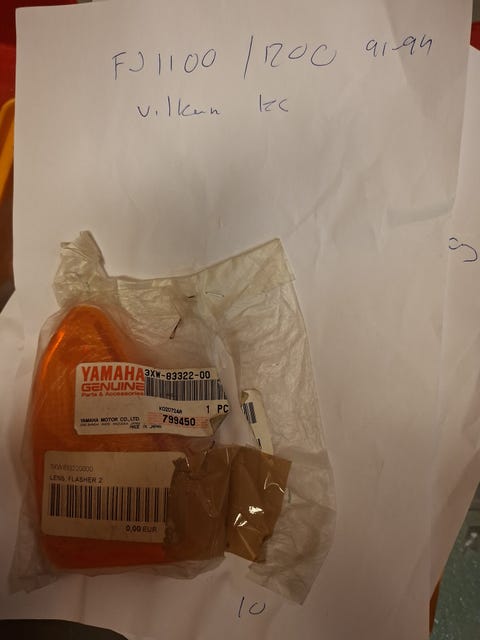 FJ1100 / 1200 91-94
vilken kc
YAMAHA
GENUINE
Parts & Accessories
3XW-83322-00
1 PC
YAMAHA MOTOR CO., LTD.
799450
MADE IN JAPAN
LENS, FLASHER 2
0,00 EUR
10